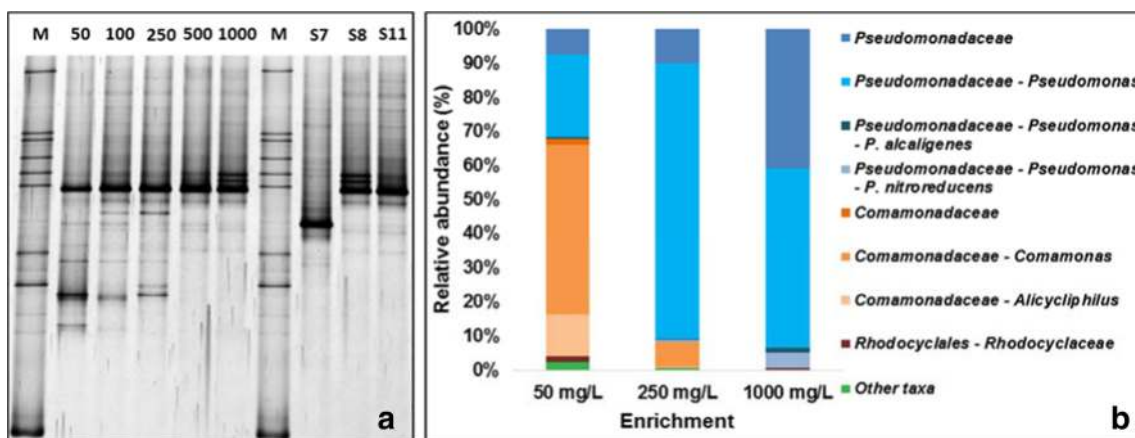 M 50 100 250 500 1000 M S7 S8 S11
a
100%
90%
80%
70%
60%
50%
40%
30%
20%
10%
0%
Relative abundance (%)
50 mg/L 250 mg/L 1000 mg/L
Enrichment
Pseudomonadaceae
Pseudomonadaceae - Pseudomonas
Pseudomonadaceae - Pseudomonas
- P. alcaligenes
Pseudomonadaceae - Pseudomonas
- P. nitroreducens
Comamonadaceae
Comamonadaceae - Comamonas
Comamonadaceae - Alicycliphilus
Rhodocyclales - Rhodocyclaceae
Other taxa
b